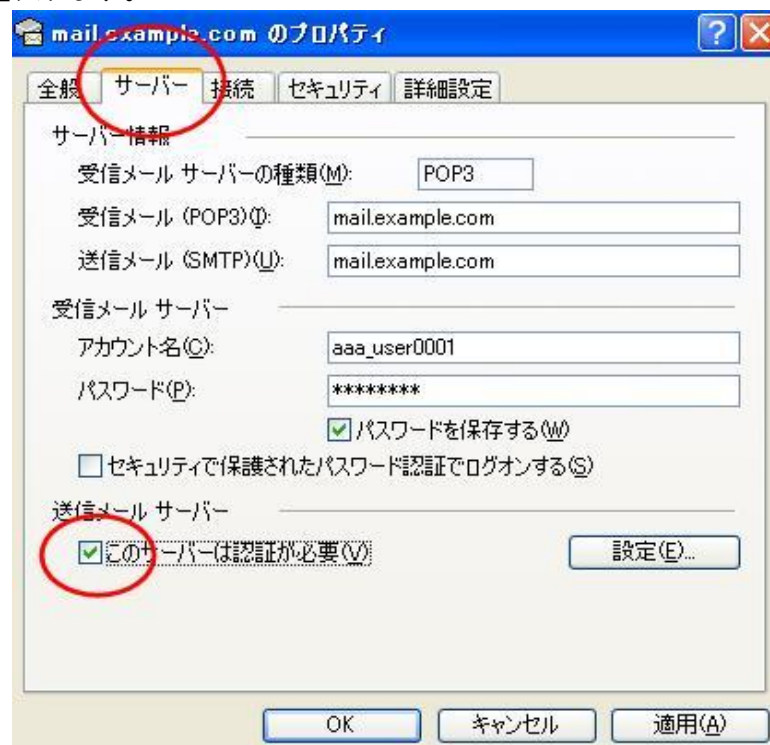 mail.example.com のプロパティ
全般 サーバー 接続 セキュリティ 詳細設定
サーバー情報
受信メール サーバーの種類(M): POP3
受信メール (POP3)(I): mail.example.com
送信メール (SMTP)(U): mail.example.com
受信メール サーバー
アカウント名(C): aaa_user0001
パスワード(P): ********
パスワードを保存する(W)
セキュリティで保護されたパスワード認証でログオンする(S)
送信メール サーバー
このサーバーは認証が必要(V) 設定(E)...
OK キャンセル 適用(A)